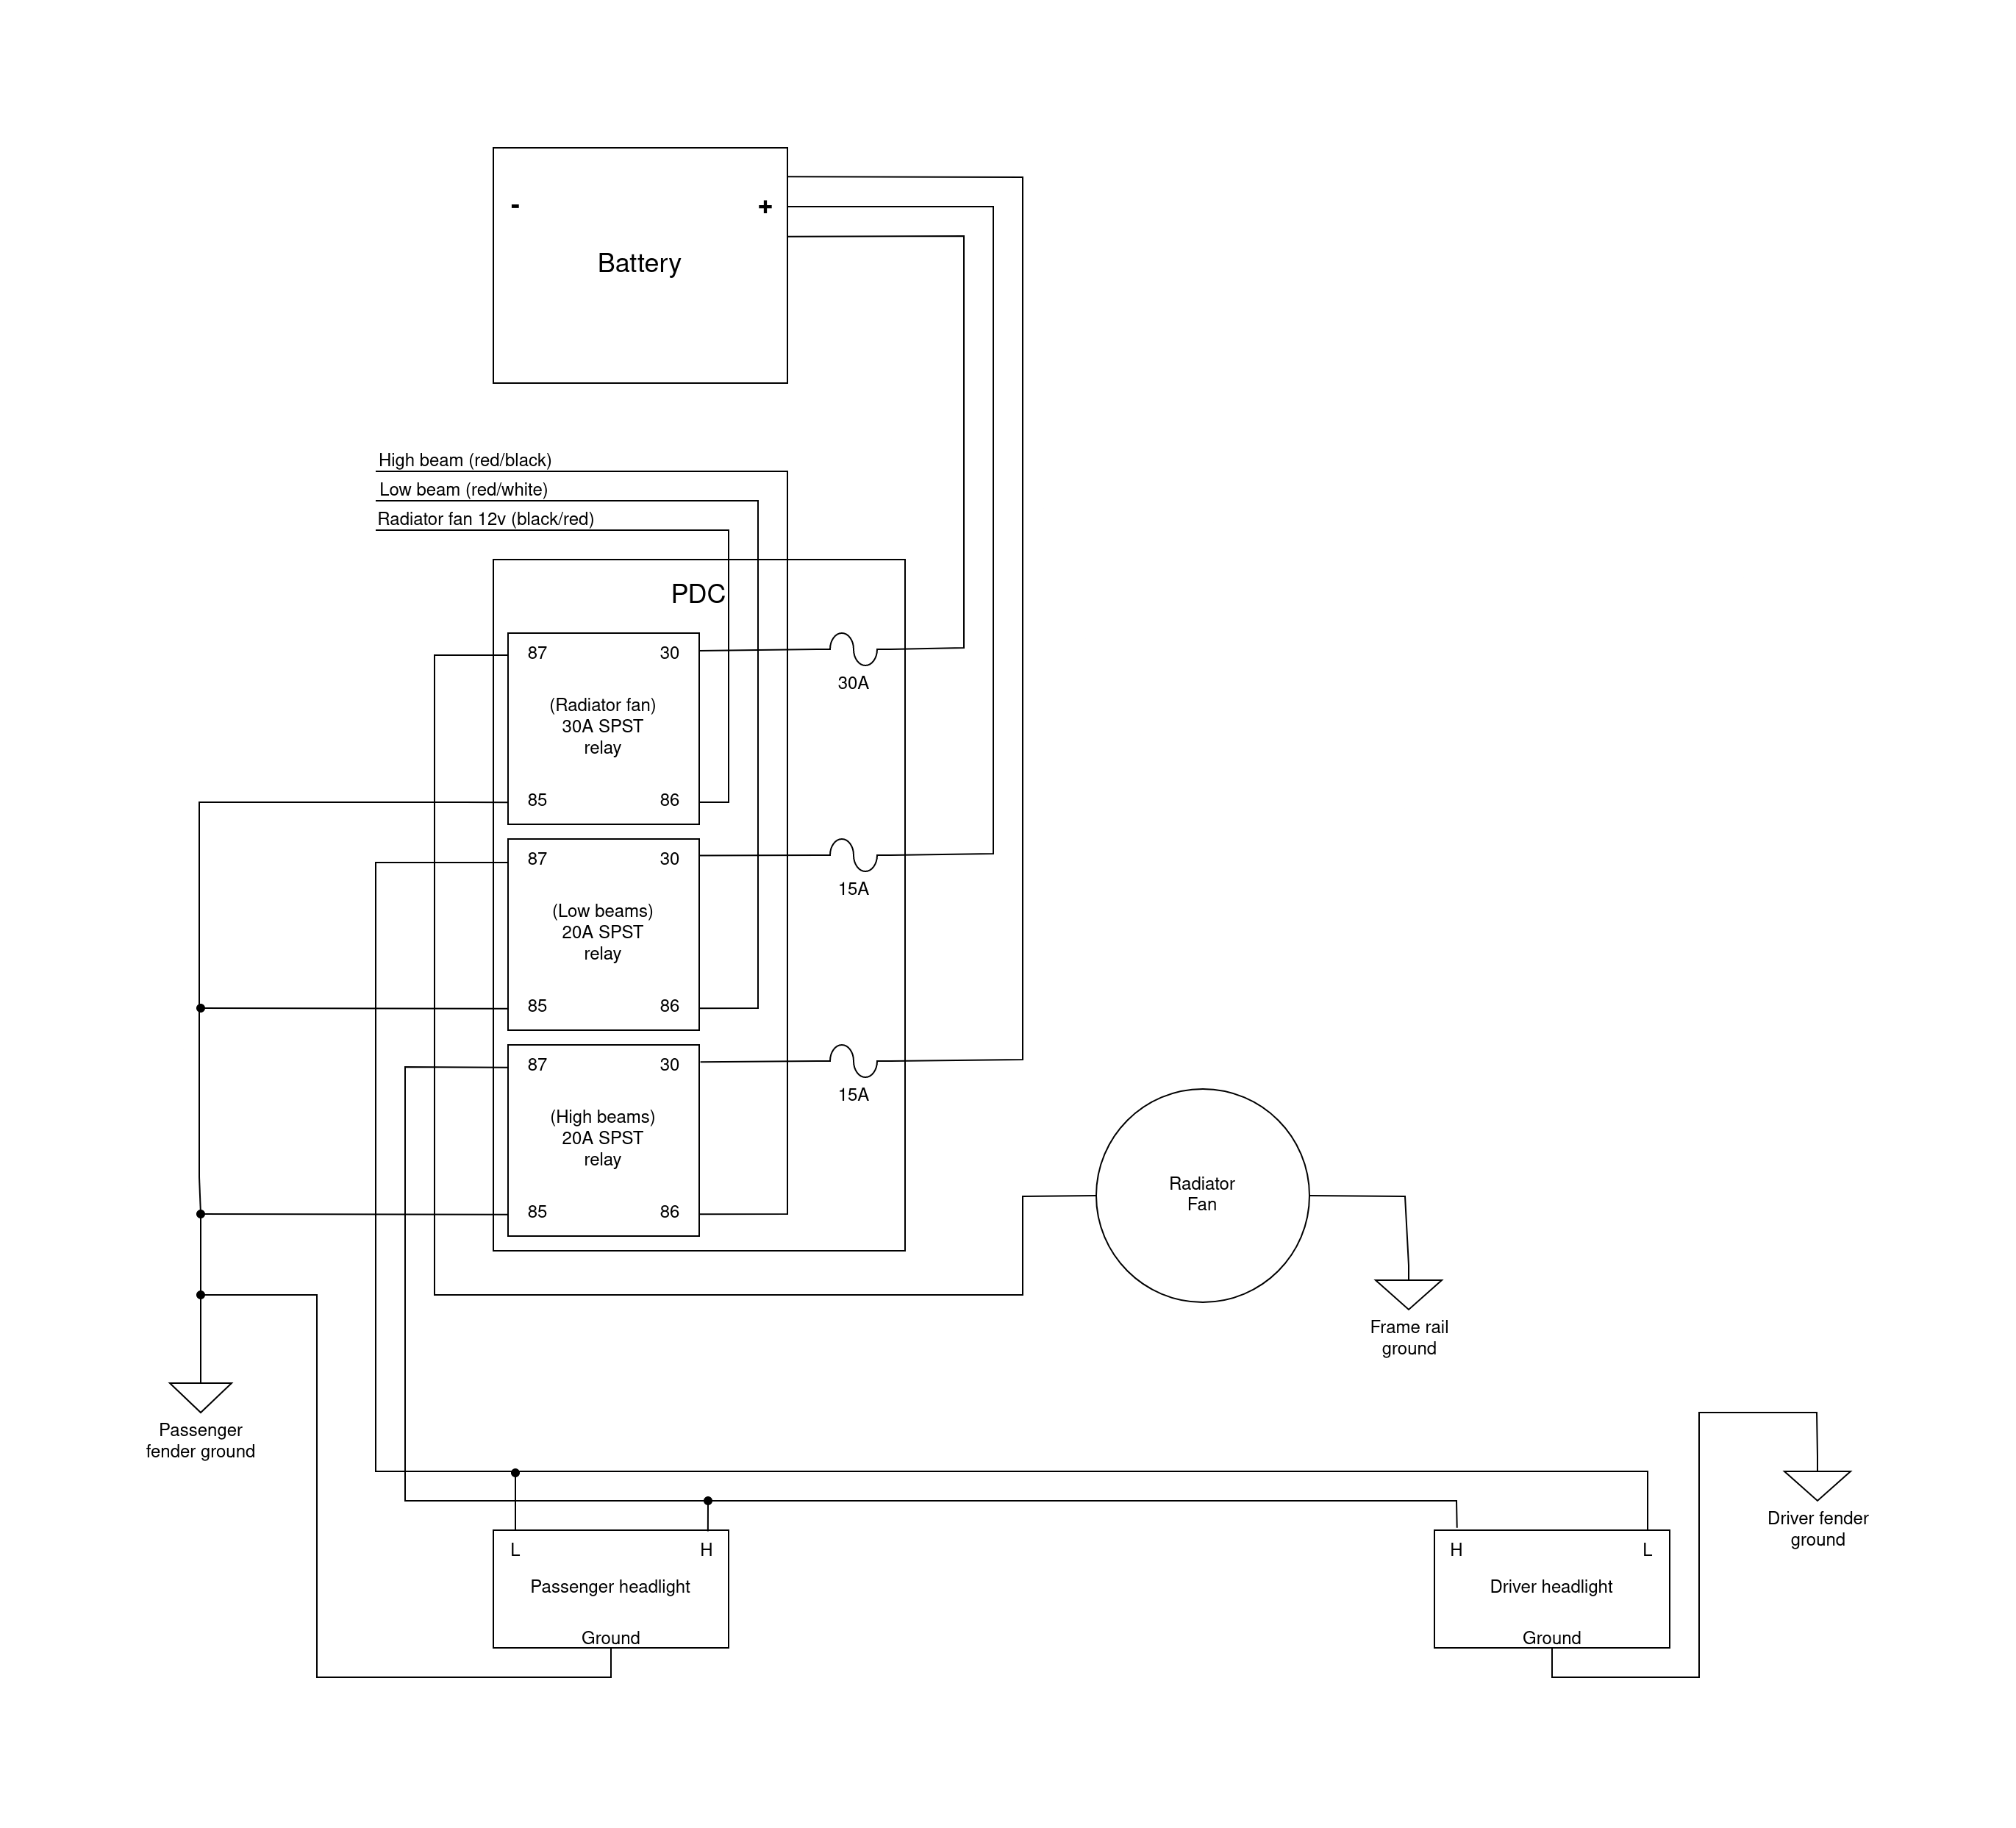 -
+
Battery
High beam (red/black)
Low beam (red/white)
Radiator fan 12v (black/red)
PDC
87
30
(Radiator fan)
30A SPST
relay
85
86
30A
87
30
(Low beams)
20A SPST
relay
85
86
15A
87
30
(High beams)
20A SPST
relay
85
86
15A
Radiator
Fan
Frame rail
ground
Passenger
fender ground
L
H
Passenger headlight
Ground
H
L
Driver headlight
Ground
Driver fender
ground